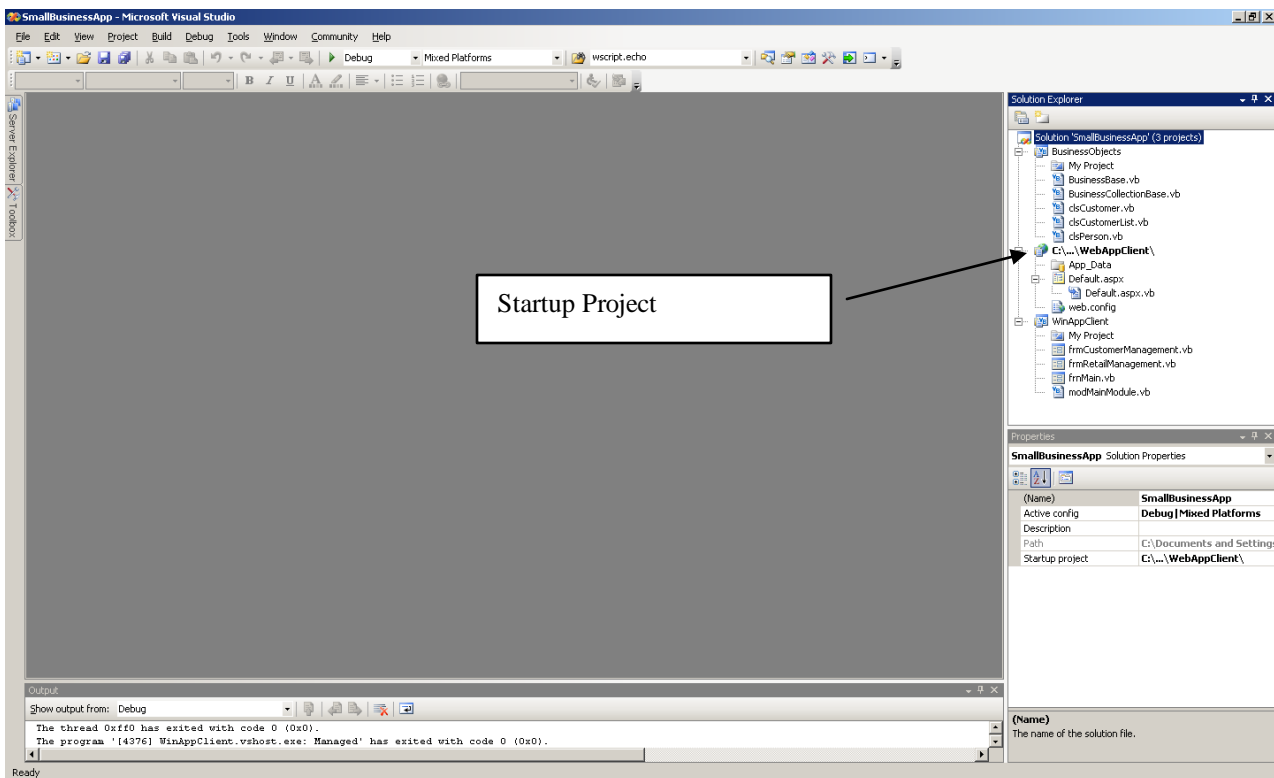 SmallBusinessApp - Microsoft Visual Studio
File Edit View Project Build Debug Tools Window Community Help
Debug Mixed Platforms wscript.echo
B I U A
Server Explorer
Toolbox
Solution Explorer
Solution 'SmallBusinessApp' (3 projects)
BusinessObjects
My Project
BusinessBase.vb
BusinessCollectionBase.vb
clsCustomer.vb
clsCustomerList.vb
clsPerson.vb
C:\...\WebAppClient\
App_Data
Default.aspx
Default.aspx.vb
web.config
WinAppClient
My Project
frmCustomerManagement.vb
frmRetailManagement.vb
frnMain.vb
modMainModule.vb
Startup Project
Properties
SmallBusinessApp Solution Properties
(Name) SmallBusinessApp
Active config Debug|Mixed Platforms
Description
Path C:\Documents and Settings
Startup project C:\...\WebAppClient\
(Name)
The name of the solution file.
Output
Show output from: Debug
The thread 0xff0 has exited with code 0 (0x0).
The program '[4376] WinAppClient.vshost.exe: Managed' has exited with code 0 (0x0).
Ready